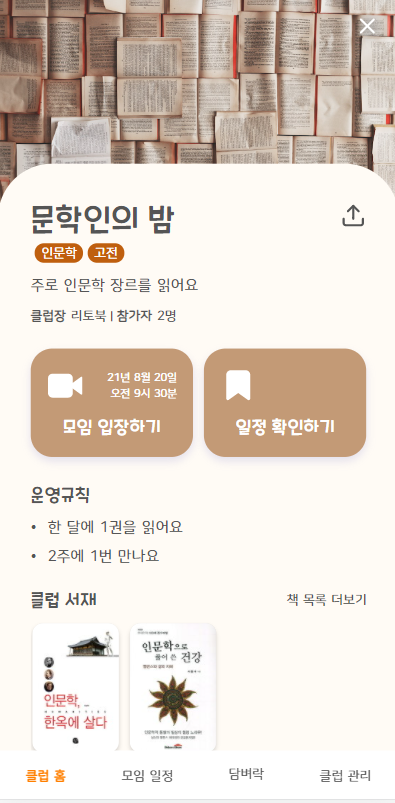 문학인의 밤
인문학 고전
주로 인문학 장르를 읽어요
클럽장 리토북 | 참가자 2명
21년 8월 20일
오전 9시 30분
모임 입장하기
일정 확인하기
운영규칙
• 한 달에 1권을 읽어요
• 2주에 1번 만나요
클럽 서재
책 목록 더보기
인문학,
HUMANITIES
한옥에 살다
인문학으로
풀어 쓴 건강
클럽 홈
모임 일정
담벼락
클럽 관리